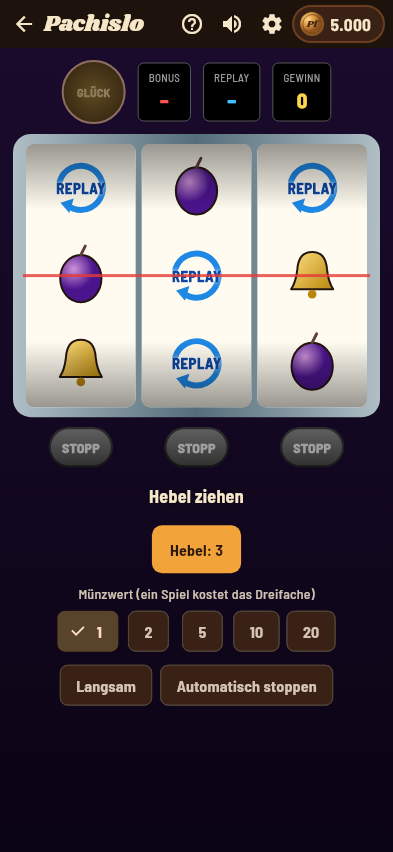 Pachislo
Pf 5.000
GLÜCK
BONUS REPLAY GEWINN
- - 0
REPLAY REPLAY
REPLAY
REPLAY
STOPP STOPP STOPP
Hebel ziehen
Hebel: 3
Münzwert (ein Spiel kostet das Dreifache)
1 2 5 10 20
Langsam Automatisch stoppen